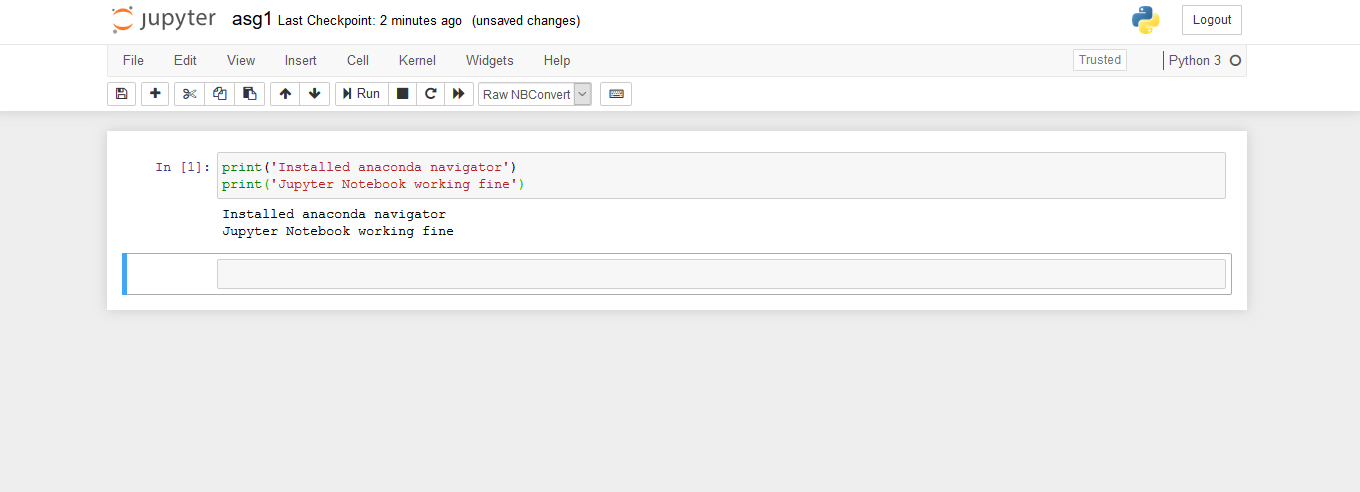 jupyter asg1 Last Checkpoint: 2 minutes ago (unsaved changes) Logout
File Edit View Insert Cell Kernel Widgets Help Trusted Python 3
Run Raw NBConvert
In [1]: print('Installed anaconda navigator')
print('Jupyter Notebook working fine')
Installed anaconda navigator
Jupyter Notebook working fine